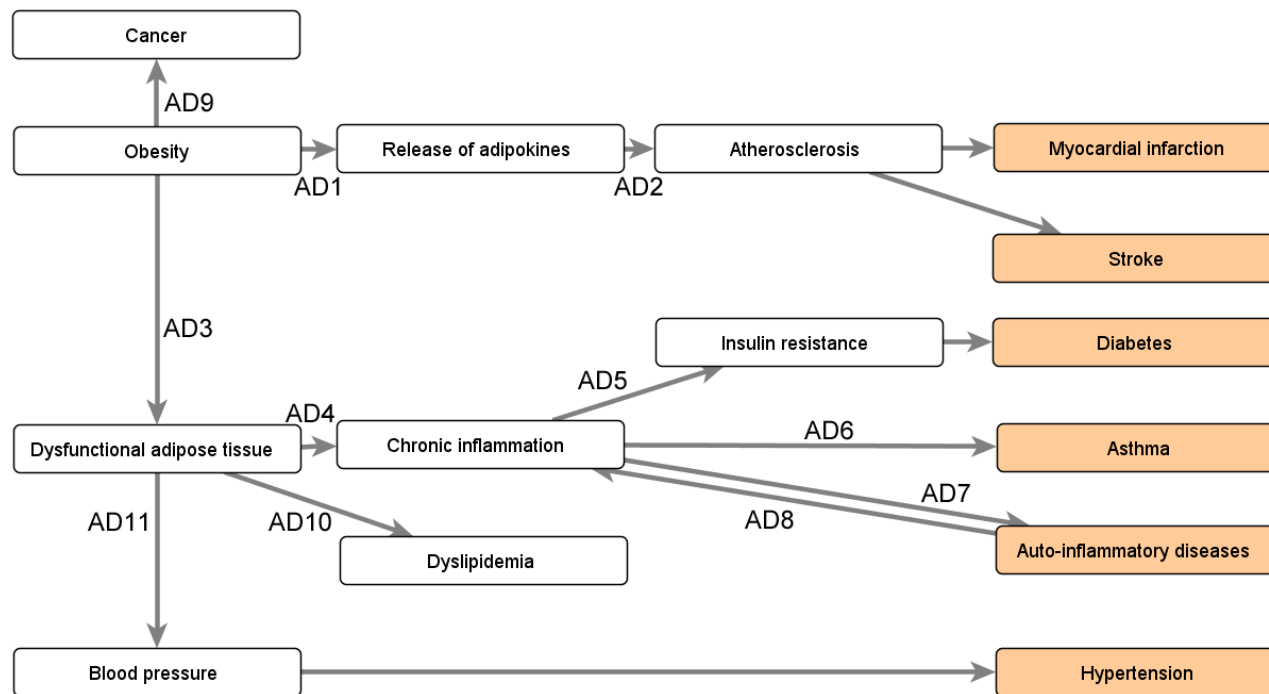 Cancer
AD9
Obesity
Release of adipokines
Atherosclerosis
Myocardial infarction
AD1
AD2
Stroke
AD3
Insulin resistance
Diabetes
AD5
AD4
AD6
Dysfunctional adipose tissue
Chronic inflammation
Asthma
AD7
AD11
AD10
AD8
Dyslipidemia
Auto-inflammatory diseases
Blood pressure
Hypertension